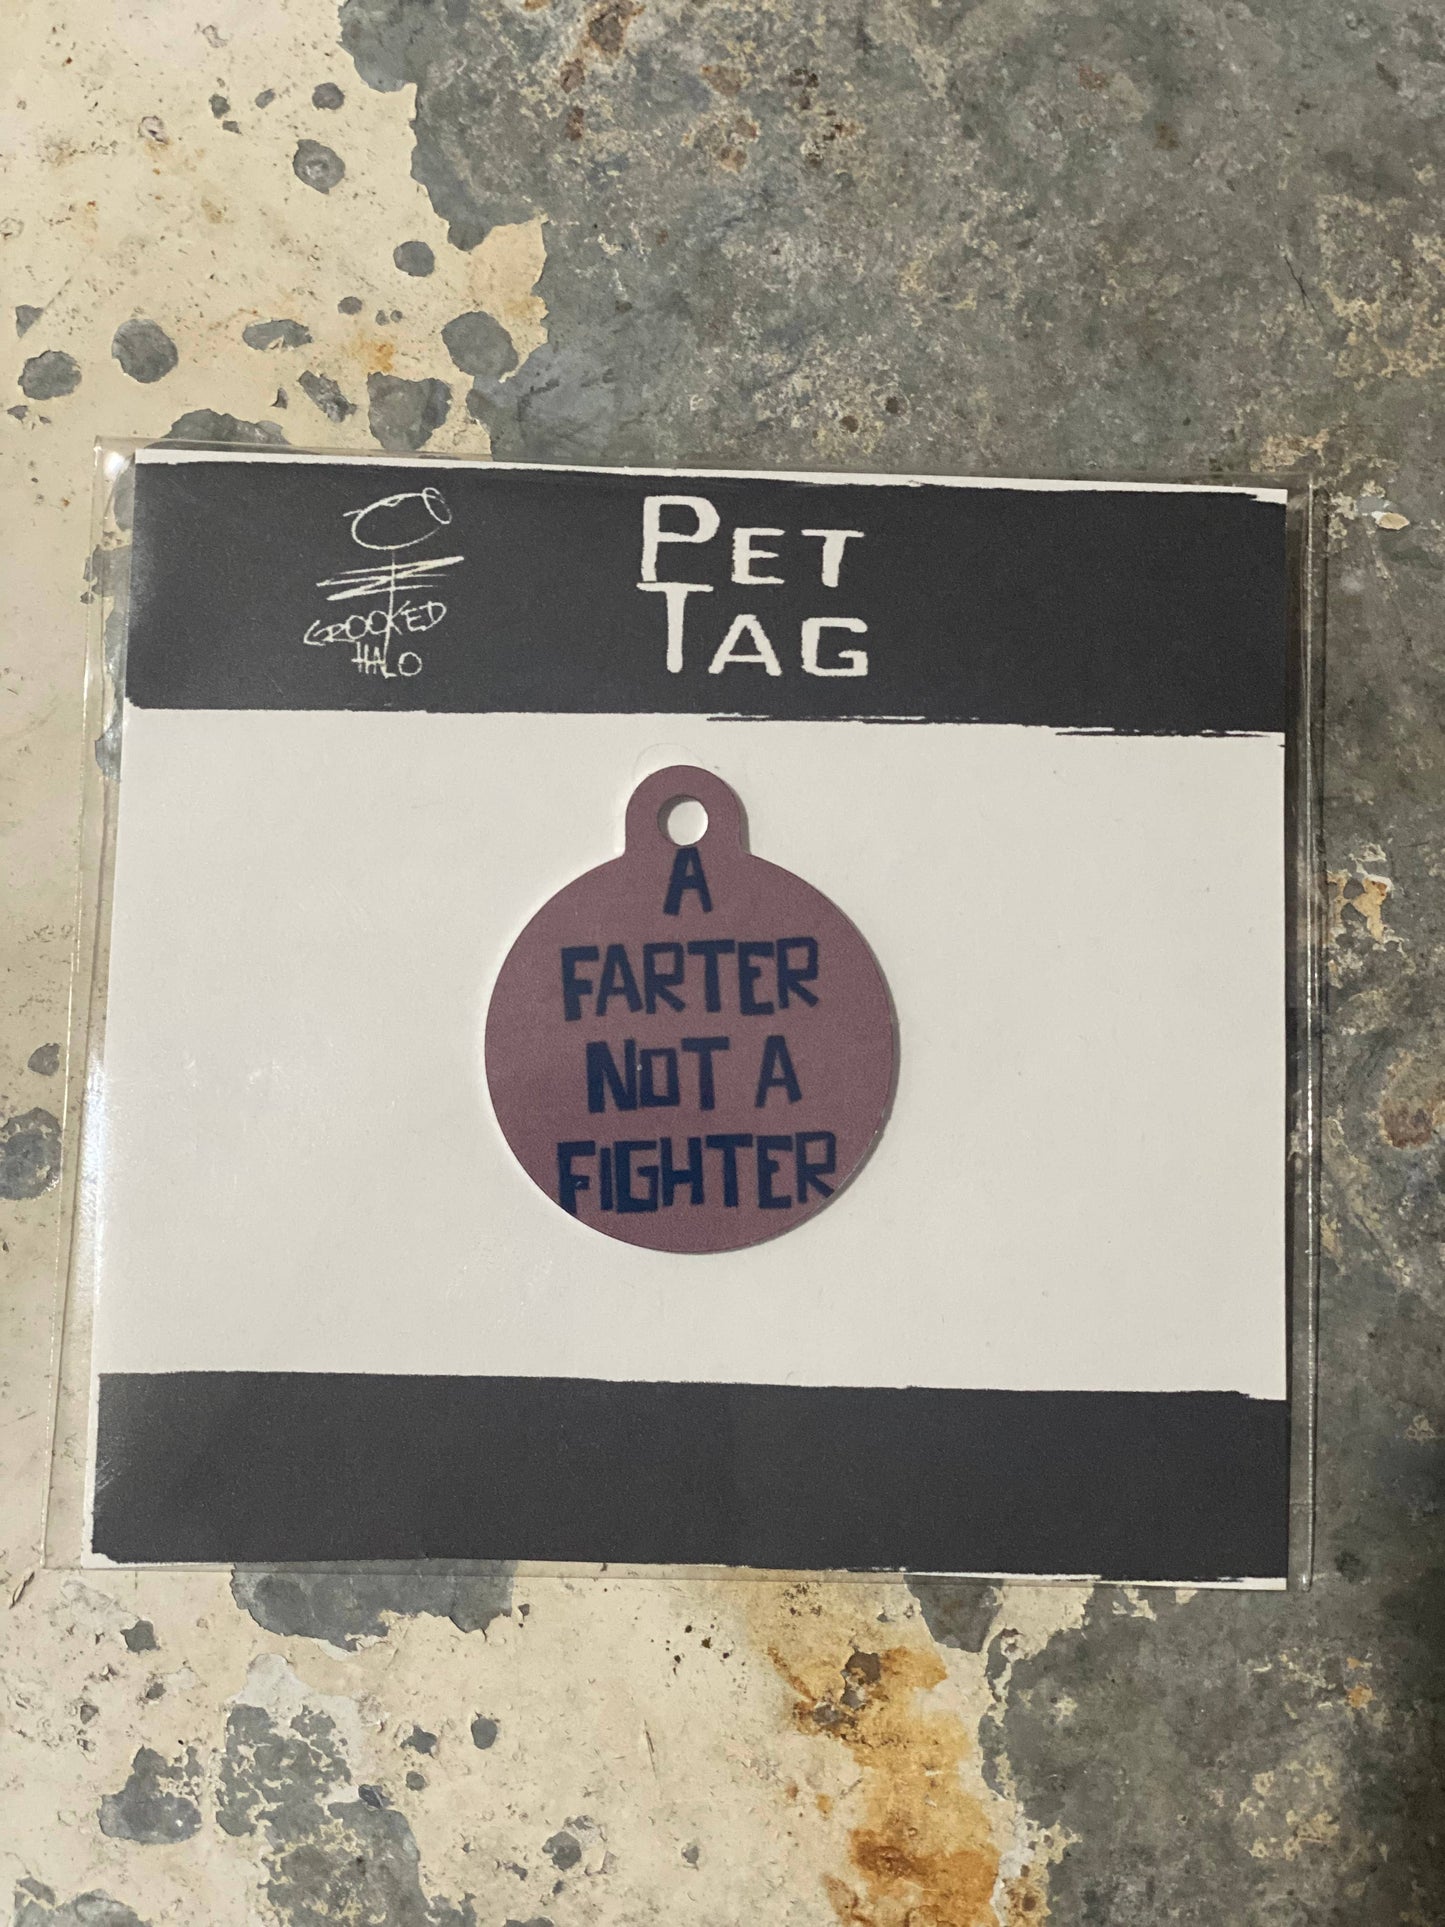 PET
TAG
CROOKED
HALO
A
FARTER
NOT A
FIGHTER